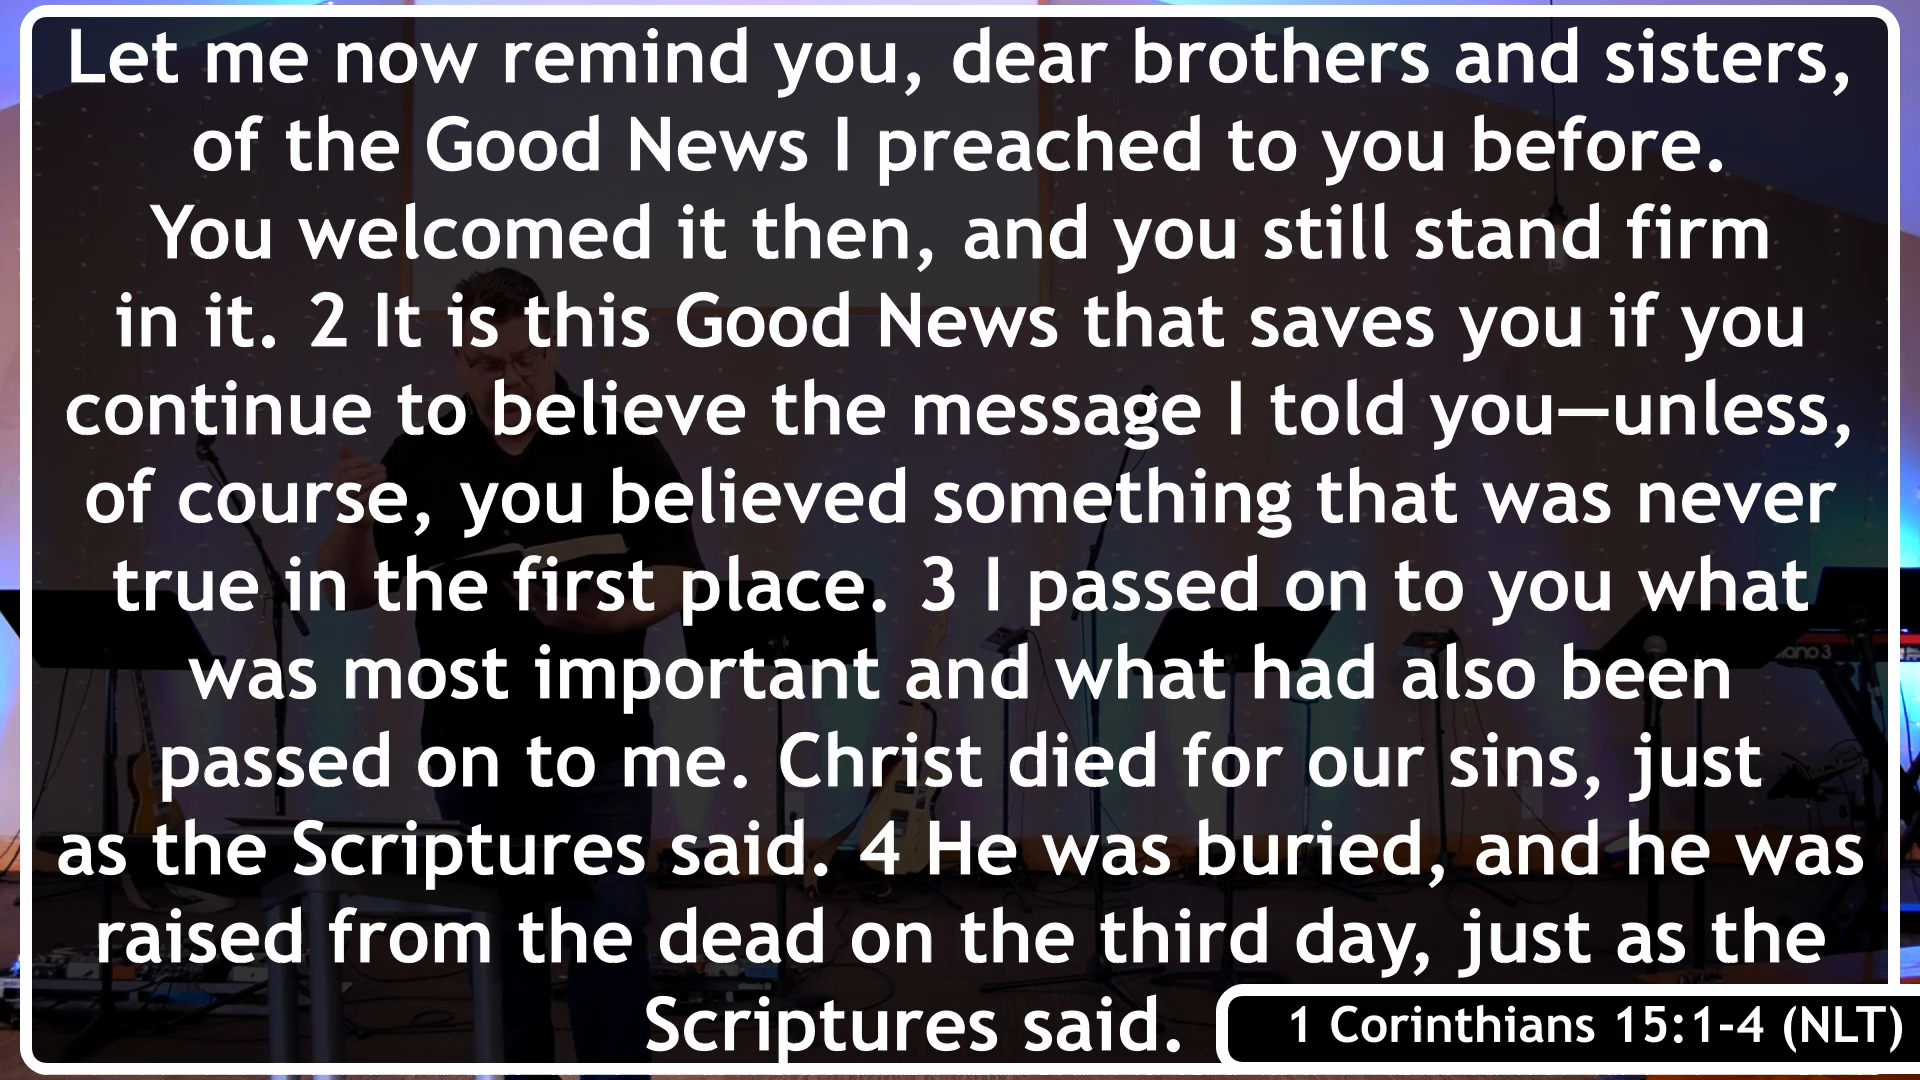 Let me now remind you, dear brothers and sisters,
of the Good News I preached to you before.
You welcomed it then, and you still stand firm
in it. 2 It is this Good News that saves you if you
continue to believe the message I told you—unless,
of course, you believed something that was never
true in the first place. 3 I passed on to you what
was most important and what had also been
passed on to me. Christ died for our sins, just
as the Scriptures said. 4 He was buried, and he was
raised from the dead on the third day, just as the
Scriptures said.
1 Corinthians 15:1-4 (NLT)